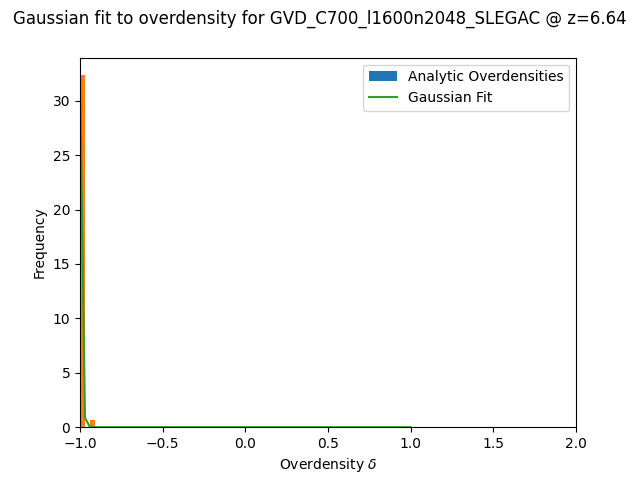 Gaussian fit to overdensity for GVD_C700_l1600n2048_SLEGAC @ z=6.64
Analytic Overdensities
Gaussian Fit
Frequency
30
25
20
15
10
5
0
−1.0 −0.5 0.0 0.5 1.0 1.5 2.0
Overdensity δ